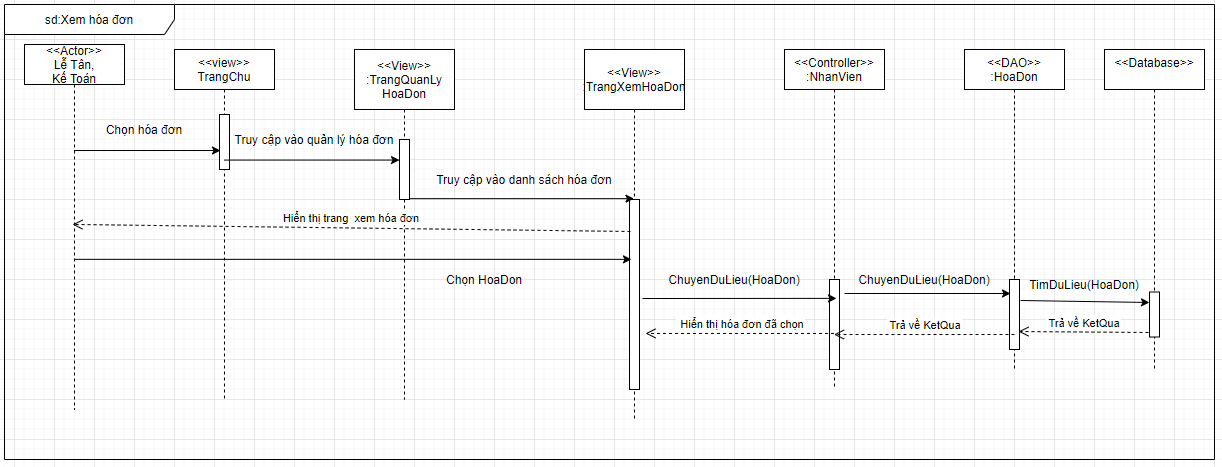 sd:Xem hóa đơn
<<Actor>>
Lễ Tân,
Kế Toán
<<view>>
TrangChu
<<View>>
:TrangQuanLy
HoaDon
<<View>>
:TrangXemHoaDon
<<Controller>>
:NhanVien
<<DAO>>
:HoaDon
<<Database>>
Chọn hóa đơn
Truy cập vào quản lý hóa đơn
Truy cập vào danh sách hóa đơn
Hiển thị trang xem hóa đơn
Chọn HoaDon
ChuyenDuLieu(HoaDon)
ChuyenDuLieu(HoaDon)
TimDuLieu(HoaDon)
Hiển thị hóa đơn đã chọn
Trả về KetQua
Trả về KetQua